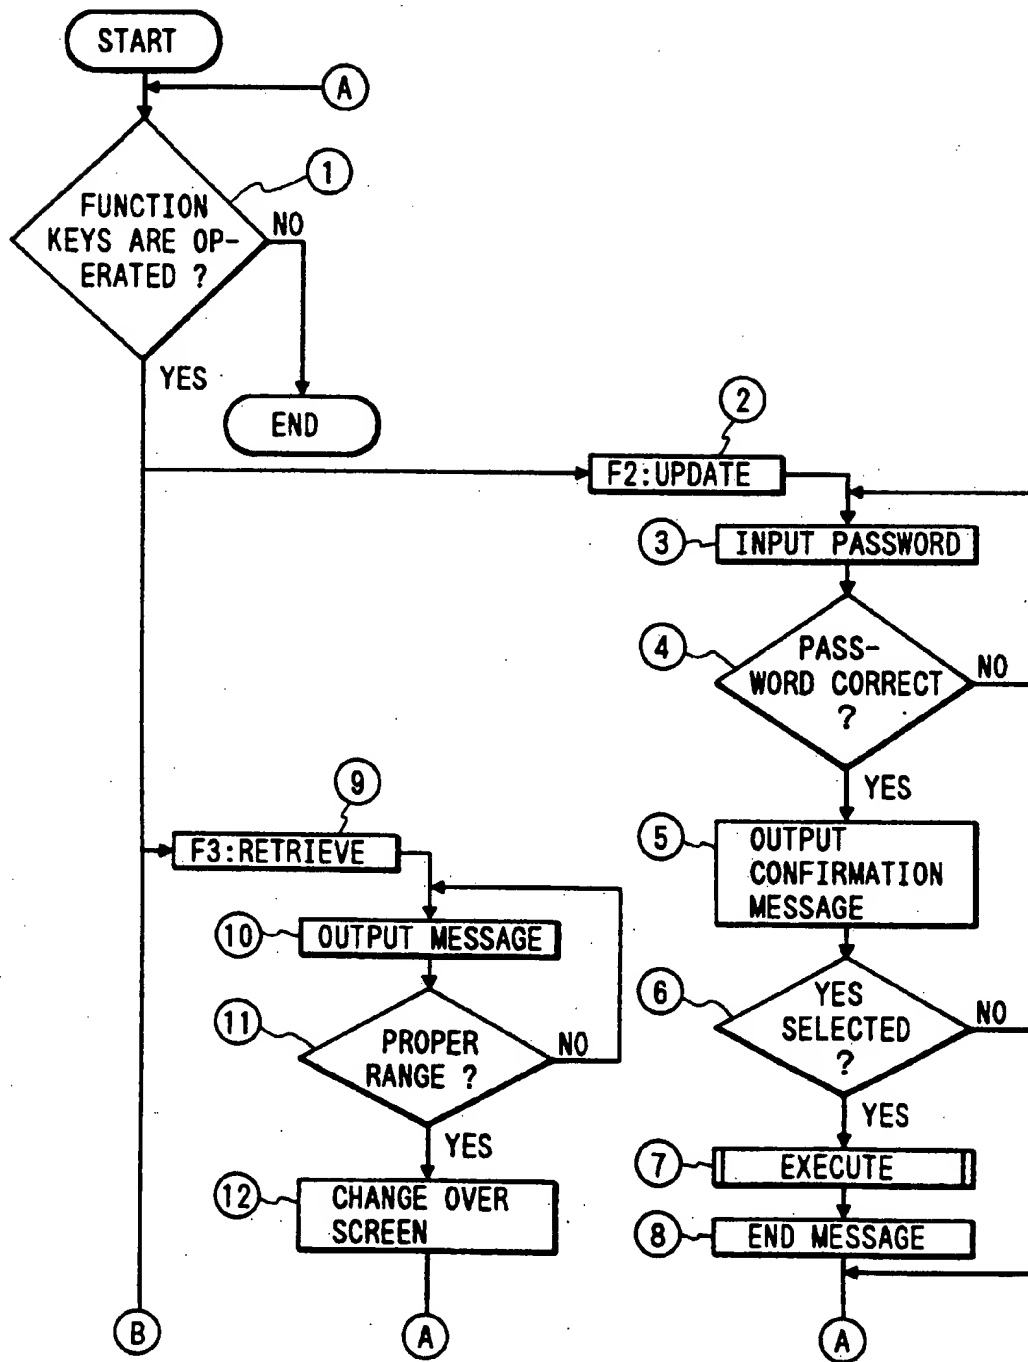 START
A
1
FUNCTION
KEYS ARE OP-
ERATED ?
NO
YES
END
2
F2:UPDATE
3
INPUT PASSWORD
4
PASS-
WORD CORRECT
?
NO
YES
5
OUTPUT
CONFIRMATION
MESSAGE
6
YES
SELECTED
?
NO
YES
7
EXECUTE
8
END MESSAGE
A
9
F3:RETRIEVE
10
OUTPUT MESSAGE
11
PROPER
RANGE ?
NO
YES
12
CHANGE OVER
SCREEN
A
B